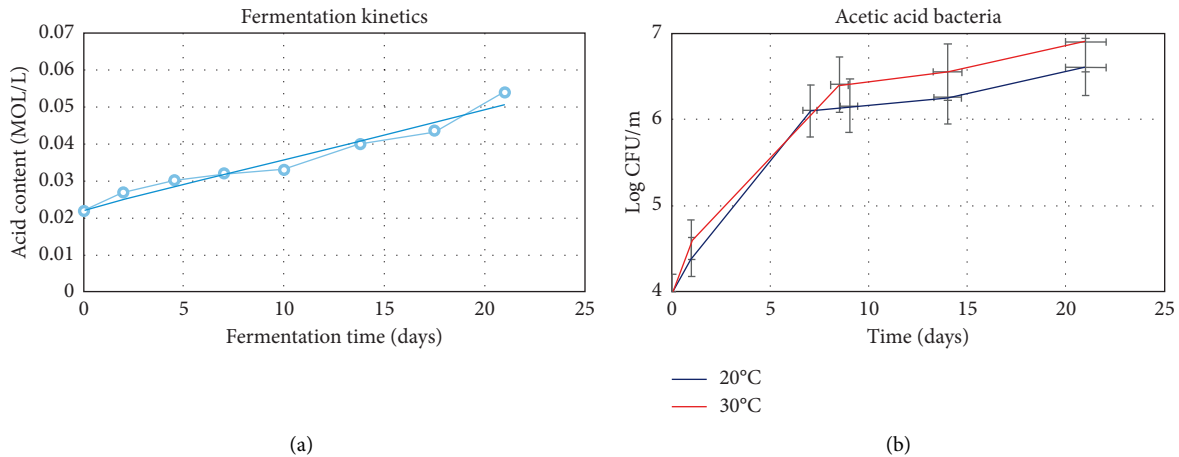 Fermentation kinetics
0.07
0.06
0.05
0.04
0.03
0.02
0.01
0
Acid content (MOL/L)
0 5 10 15 20 25
Fermentation time (days)
(a)
Acetic acid bacteria
7
6
5
4
Log CFU/m
0 5 10 15 20 25
Time (days)
20°C
30°C
(b)